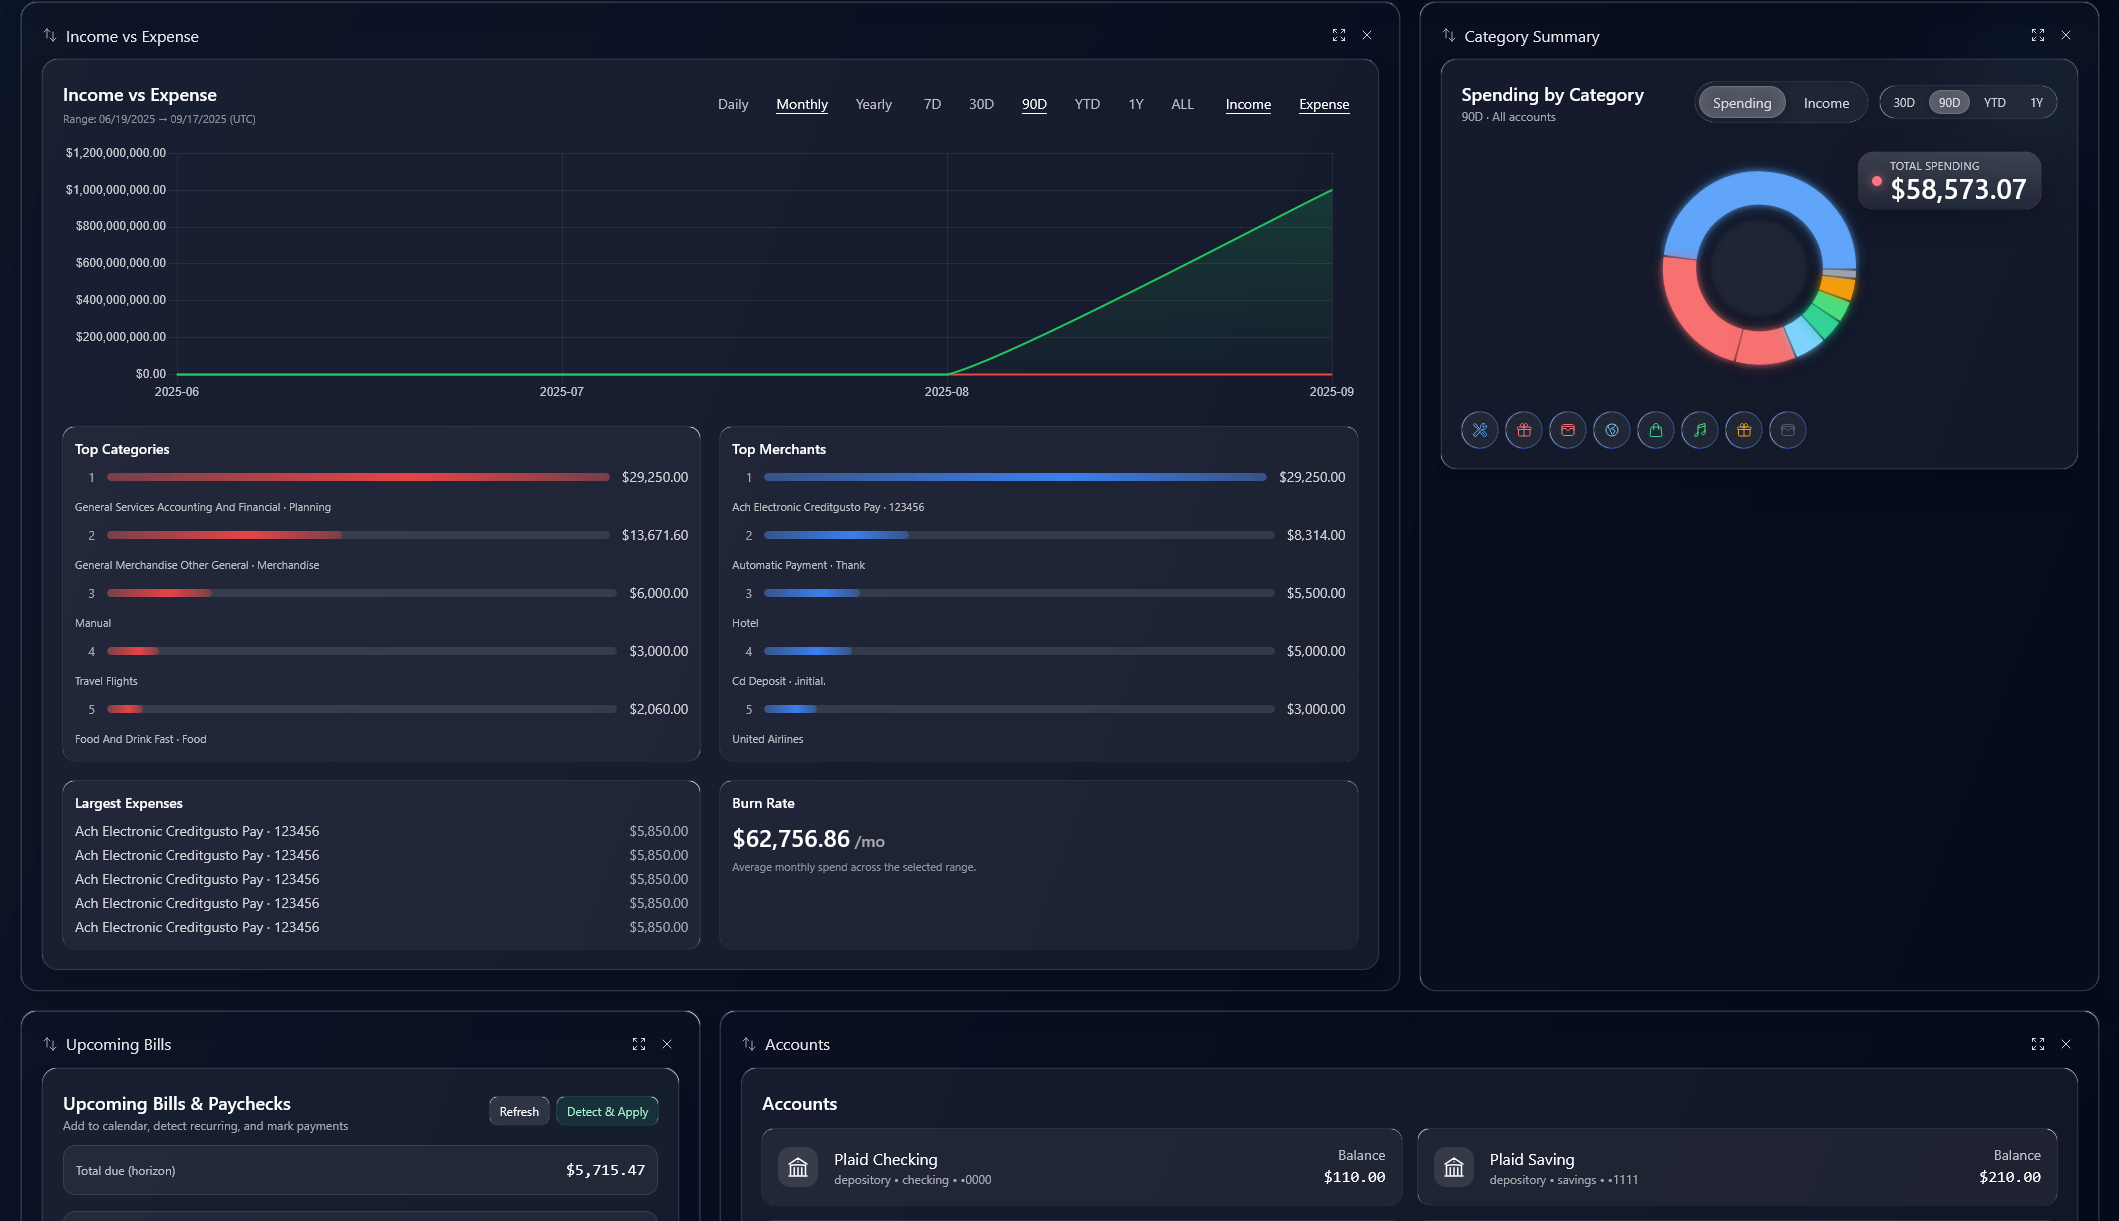 Income vs Expense
Income vs Expense
Range: 06/19/2025 → 09/17/2025 (UTC)
Daily Monthly Yearly 7D 30D 90D YTD 1Y ALL Income Expense
$1,200,000,000.00
$1,000,000,000.00
$800,000,000.00
$600,000,000.00
$400,000,000.00
$200,000,000.00
$0.00
2025-06 2025-07 2025-08 2025-09
Top Categories
1 $29,250.00
General Services Accounting And Financial · Planning
2 $13,671.60
General Merchandise Other General · Merchandise
3 $6,000.00
Manual
4 $3,000.00
Travel Flights
5 $2,060.00
Food And Drink Fast · Food
Top Merchants
1 $29,250.00
Ach Electronic Creditgusto Pay · 123456
2 $8,314.00
Automatic Payment · Thank
3 $5,500.00
Hotel
4 $5,000.00
Cd Deposit · .initial.
5 $3,000.00
United Airlines
Largest Expenses
Ach Electronic Creditgusto Pay · 123456 $5,850.00
Ach Electronic Creditgusto Pay · 123456 $5,850.00
Ach Electronic Creditgusto Pay · 123456 $5,850.00
Ach Electronic Creditgusto Pay · 123456 $5,850.00
Ach Electronic Creditgusto Pay · 123456 $5,850.00
Burn Rate
$62,756.86 /mo
Average monthly spend across the selected range.
Category Summary
Spending by Category
90D · All accounts
Spending Income 30D 90D YTD 1Y
TOTAL SPENDING
$58,573.07
Upcoming Bills
Upcoming Bills & Paychecks
Add to calendar, detect recurring, and mark payments
Refresh Detect & Apply
Total due (horizon) $5,715.47
Accounts
Accounts
Plaid Checking
depository • checking • •0000
Balance
$110.00
Plaid Saving
depository • savings • •1111
Balance
$210.00